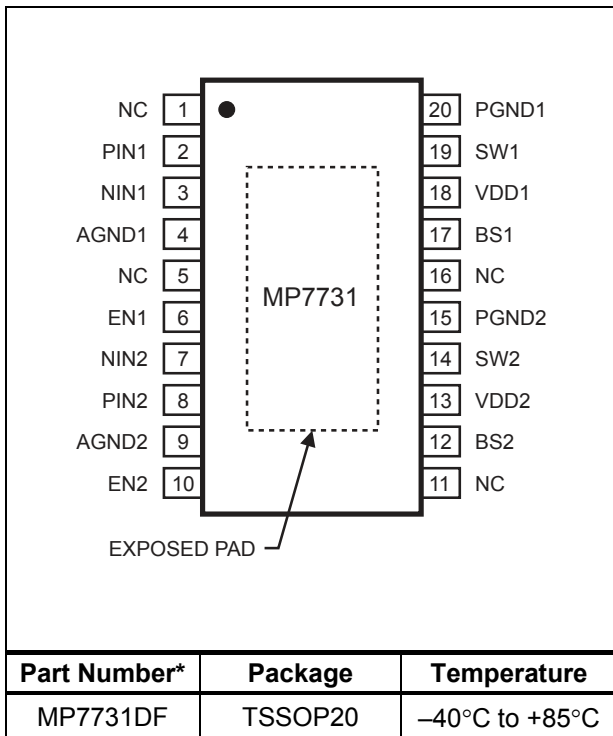 NC 1 20 PGND1
PIN1 2 19 SW1
NIN1 3 18 VDD1
AGND1 4 17 BS1
NC 5 16 NC
MP7731
EN1 6 15 PGND2
NIN2 7 14 SW2
PIN2 8 13 VDD2
AGND2 9 12 BS2
EN2 10 11 NC
EXPOSED PAD
Part Number* Package Temperature
MP7731DF TSSOP20 –40°C to +85°C